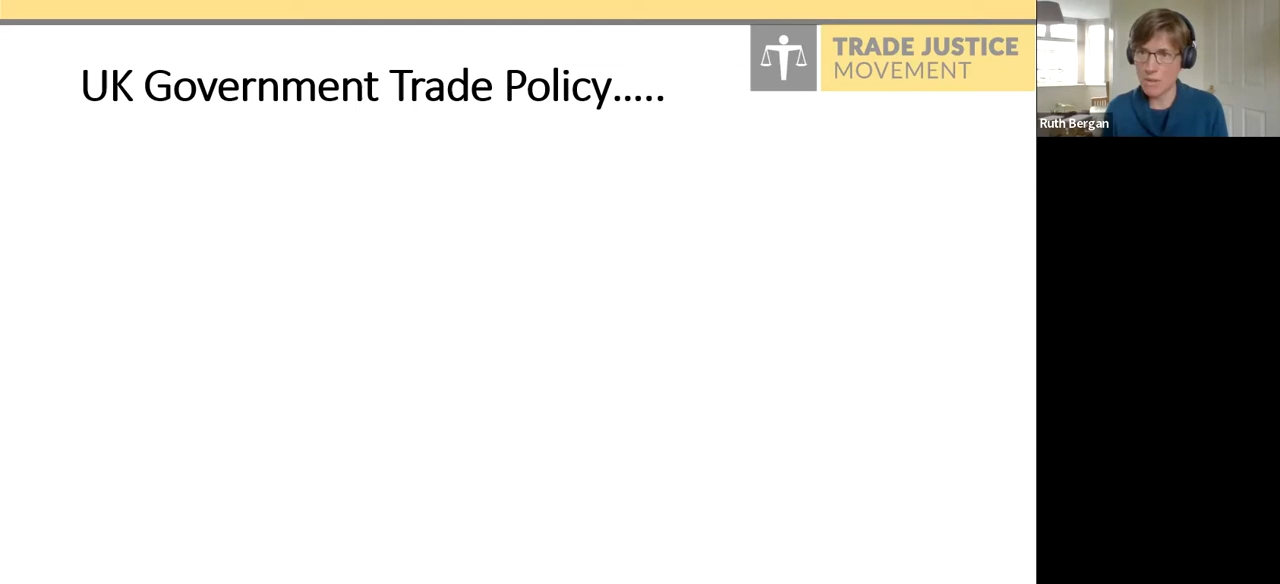 UK Government Trade Policy.....
TRADE JUSTICE
MOVEMENT
Ruth Bergan